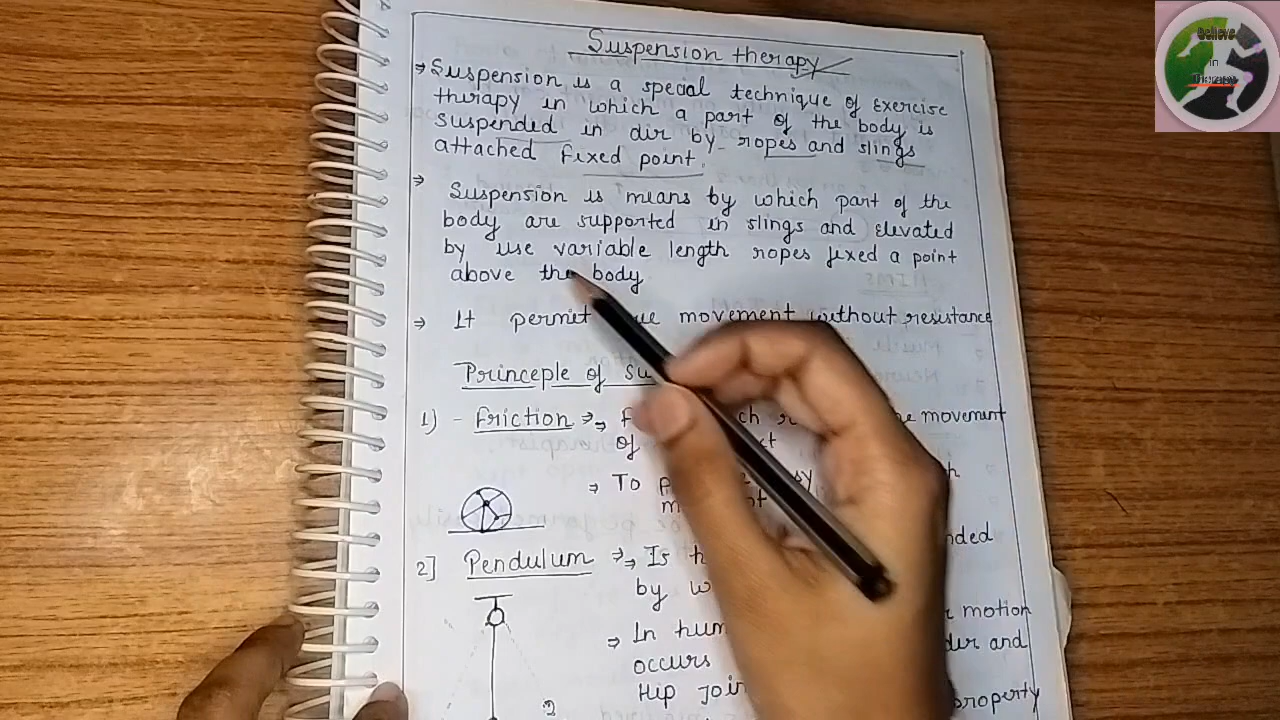 Suspension therapy
⇒ Suspension is a special technique of Exercise
therapy in which a part of the body is
suspended in dir by ropes and slings
attached fixed point.
⇒
Suspension is means by which part of the
body are supported in slings and elevated
by use variable length ropes fixed a point
above the body
⇒ It permit movement without resistance
Princeple of
1) - Friction ⇒ movement
of
⇒ To
2] Pendulum ⇒ Is
by
motion
⇒ In and
occurs
Hip property
2
Believe
in
Therapist